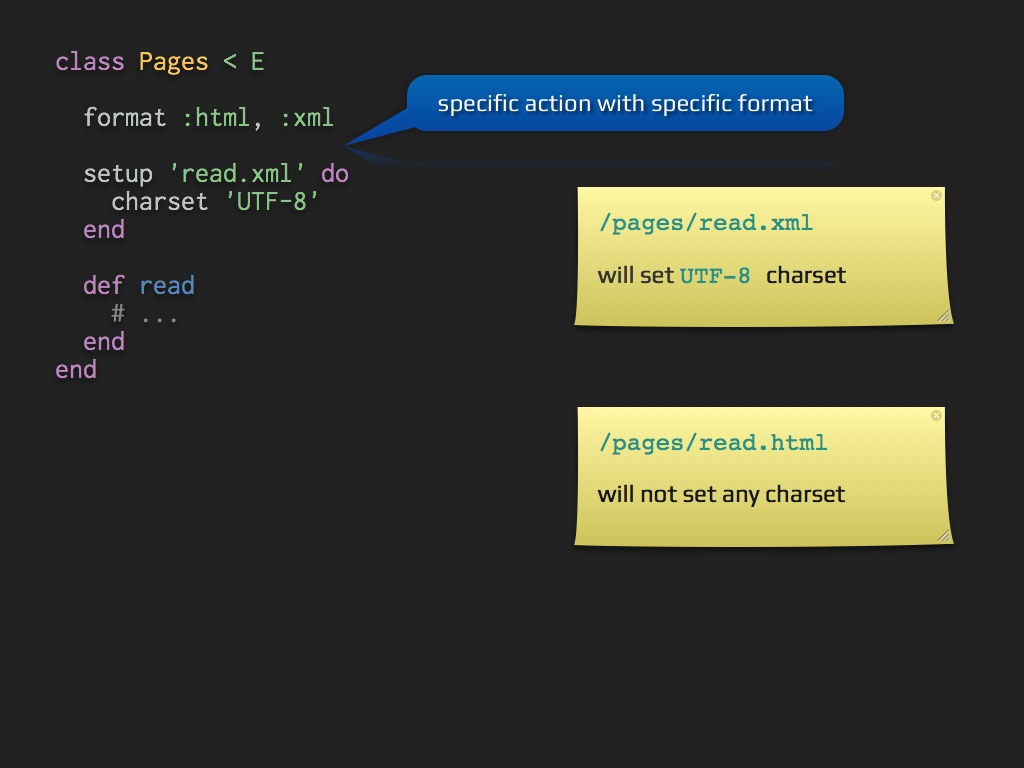 class Pages < E
format :html, :xml
setup 'read.xml' do
charset 'UTF-8'
end
def read
# ...
end
end
specific action with specific format
/pages/read.xml
will set UTF-8 charset
/pages/read.html
will not set any charset